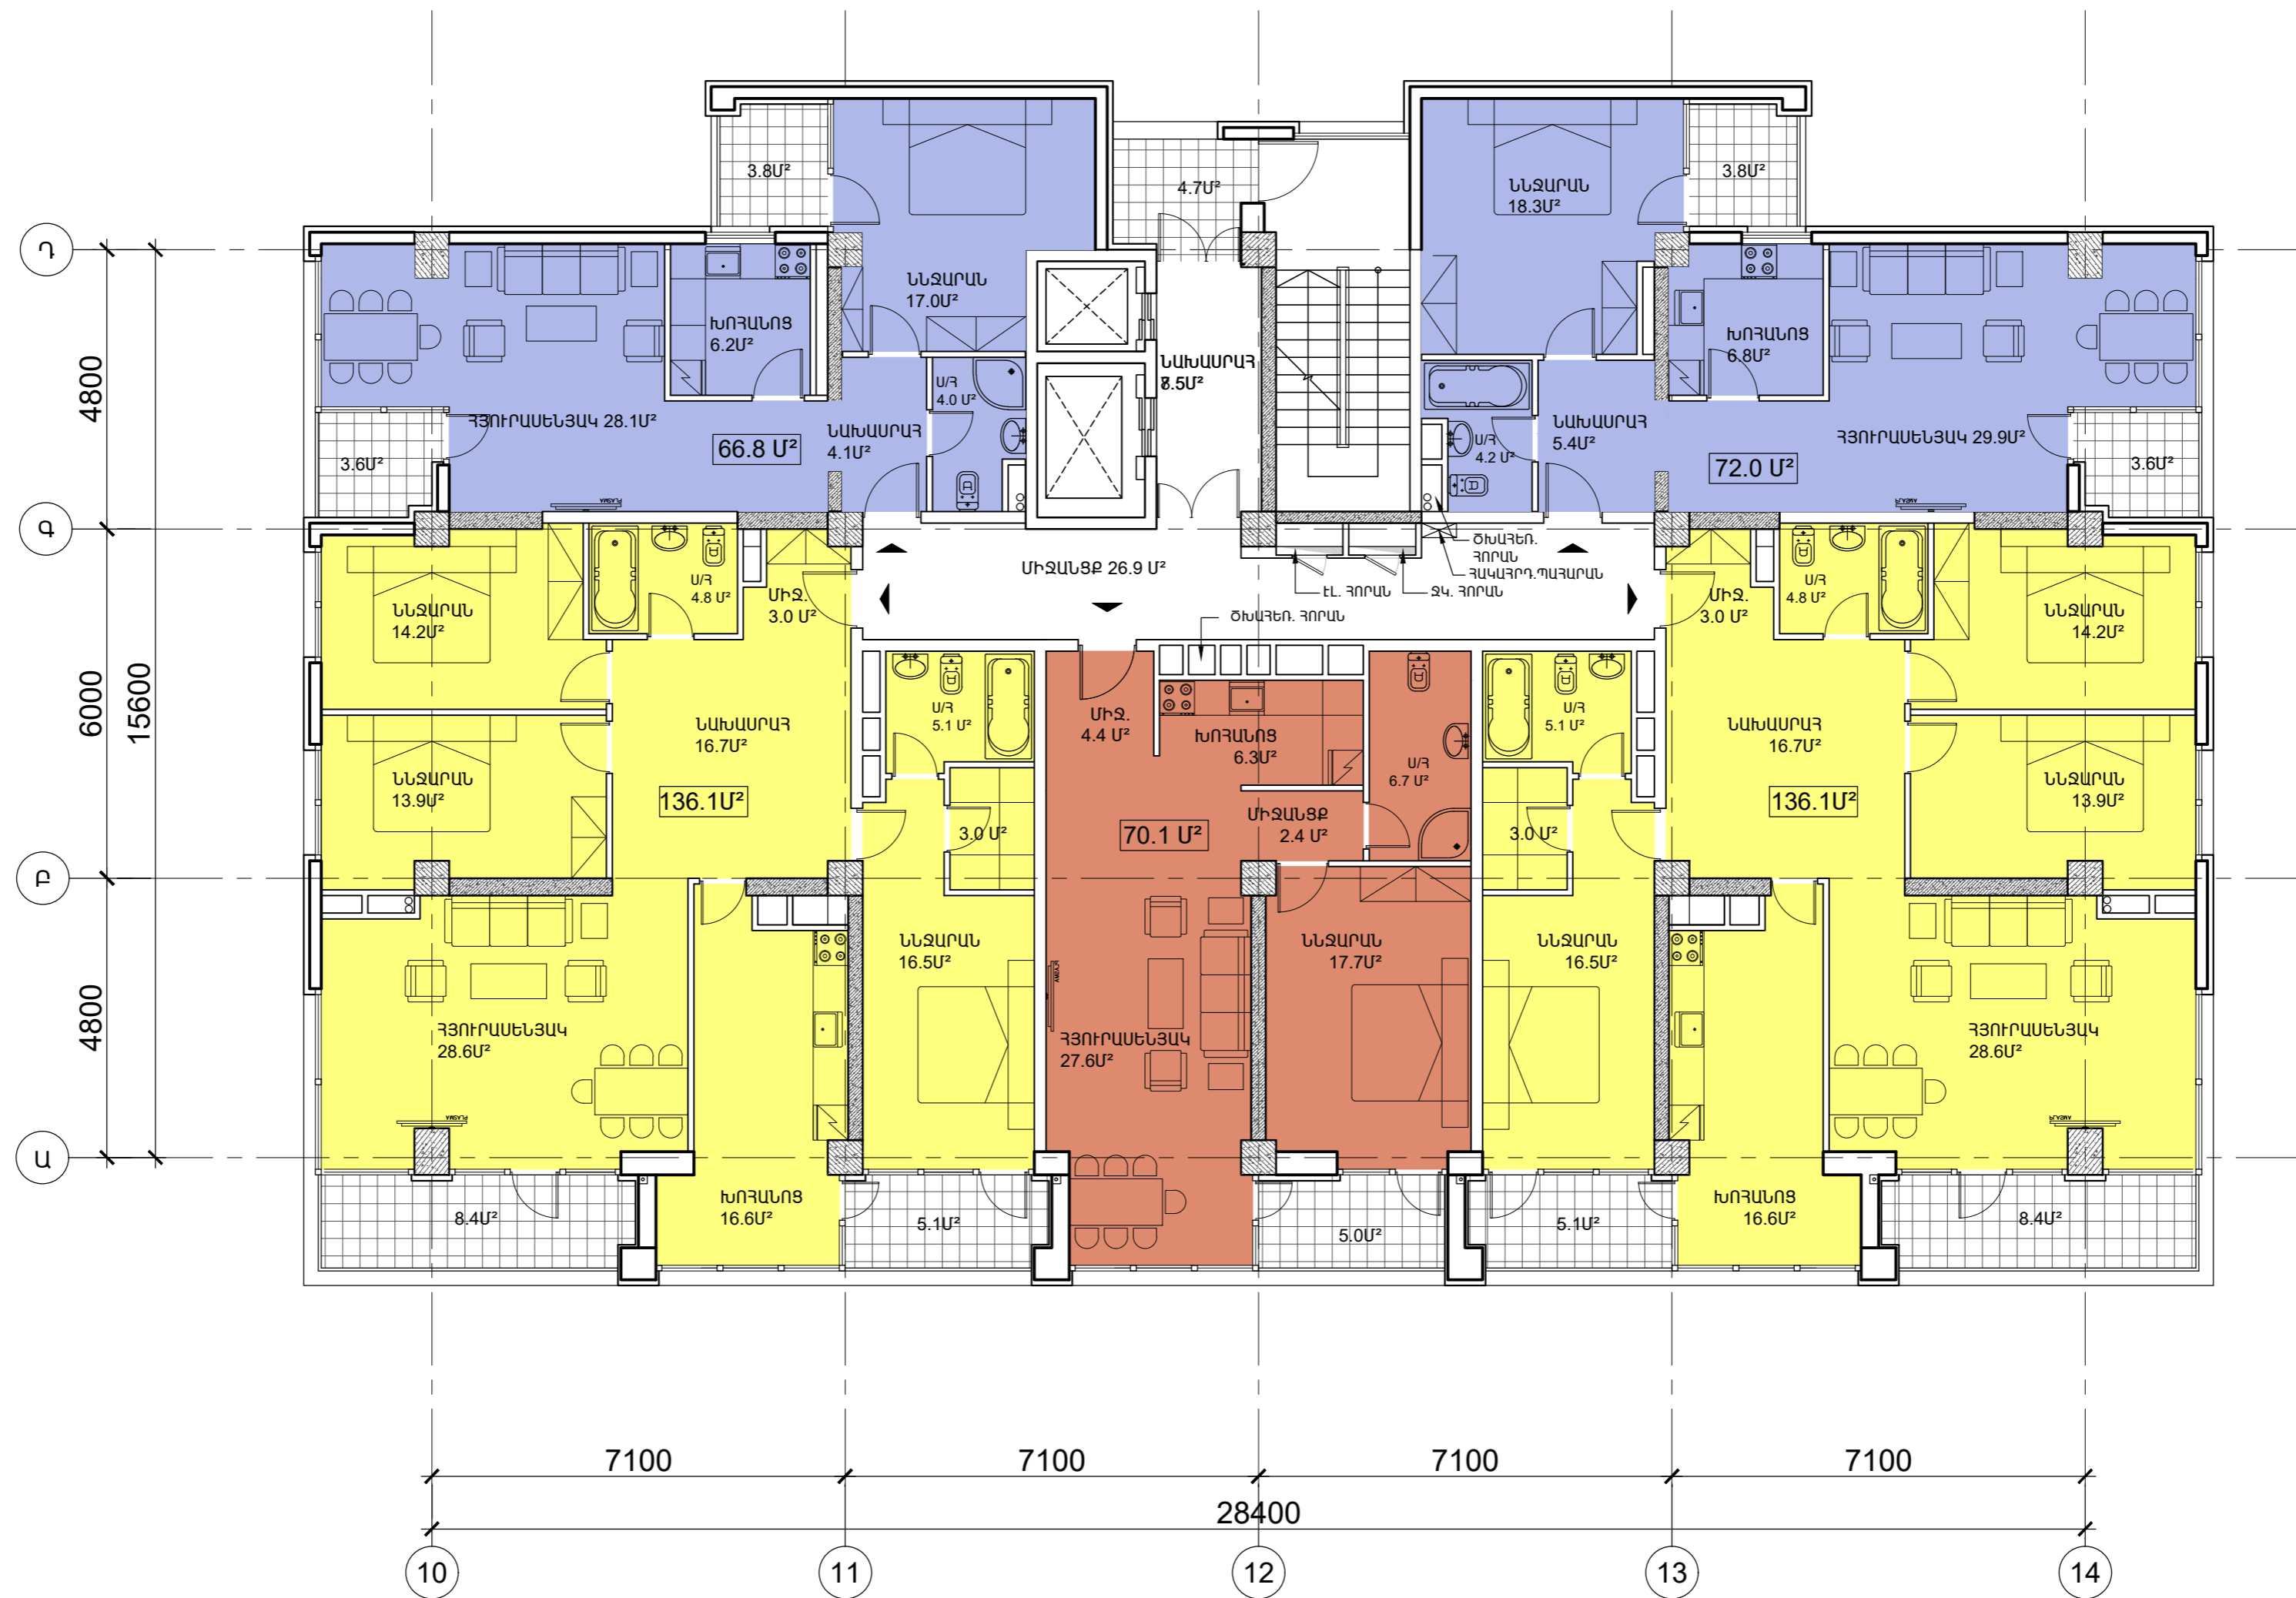 3.8Մ²
4.7Մ²
ՆՆՋԱՐԱՆ
18.3Մ²
3.8Մ²
Դ
ՆՆՋԱՐԱՆ
17.0Մ²
ԽՈՀԱՆՈՑ
6.2Մ²
ՆԱԽԱՍՐԱՀ
ԽՈՀԱՆՈՑ
6.8Մ²
Ս/Հ
4.0 Մ²
ՀՅՈՒՐԱՍԵՆՅԱԿ 28.1Մ²
66.8 Մ²
ՆԱԽԱՍՐԱՀ
4.1Մ²
Ս/Հ
4.2 Մ²
ՆԱԽԱՍՐԱՀ
5.4Մ²
ՀՅՈՒՐԱՍԵՆՅԱԿ 29.9Մ²
72.0 Մ²
3.6Մ²
3.6Մ²
PLASMA
PLASMA
4800
Գ
ՄԻՋԱՆՑՔ 26.9 Մ²
ԾԽԱՀԵՌ.
ՀՈՐԱՆ
ՀԱԿԱՀՐԴ.ՊԱՀԱՐԱՆ
ԷԼ. ՀՈՐԱՆ
ՋԿ. ՀՈՐԱՆ
ԾԽԱՀԵՌ. ՀՈՐԱՆ
ՆՆՋԱՐԱՆ
14.2Մ²
Ս/Հ
4.8 Մ²
ՄԻՋ.
3.0 Մ²
ՄԻՋ.
3.0 Մ²
Ս/Հ
4.8 Մ²
ՆՆՋԱՐԱՆ
14.2Մ²
6000
15600
ՆԱԽԱՍՐԱՀ
16.7Մ²
Ս/Հ
5.1 Մ²
ՄԻՋ.
4.4 Մ²
ԽՈՀԱՆՈՑ
6.3Մ²
Ս/Հ
6.7 Մ²
Ս/Հ
5.1 Մ²
ՆԱԽԱՍՐԱՀ
16.7Մ²
ՆՆՋԱՐԱՆ
13.9Մ²
136.1Մ²
3.0 Մ²
70.1 Մ²
ՄԻՋԱՆՑՔ
2.4 Մ²
3.0 Մ²
136.1Մ²
ՆՆՋԱՐԱՆ
13.9Մ²
Բ
ՆՆՋԱՐԱՆ
16.5Մ²
ՆՆՋԱՐԱՆ
17.7Մ²
ՆՆՋԱՐԱՆ
16.5Մ²
PLASMA
4800
ՀՅՈՒՐԱՍԵՆՅԱԿ
28.6Մ²
ՀՅՈՒՐԱՍԵՆՅԱԿ
27.6Մ²
ՀՅՈՒՐԱՍԵՆՅԱԿ
28.6Մ²
PLASMA
PLASMA
Ա
8.4Մ²
ԽՈՀԱՆՈՑ
16.6Մ²
5.1Մ²
5.0Մ²
5.1Մ²
ԽՈՀԱՆՈՑ
16.6Մ²
8.4Մ²
7100
7100
7100
7100
28400
10
11
12
13
14